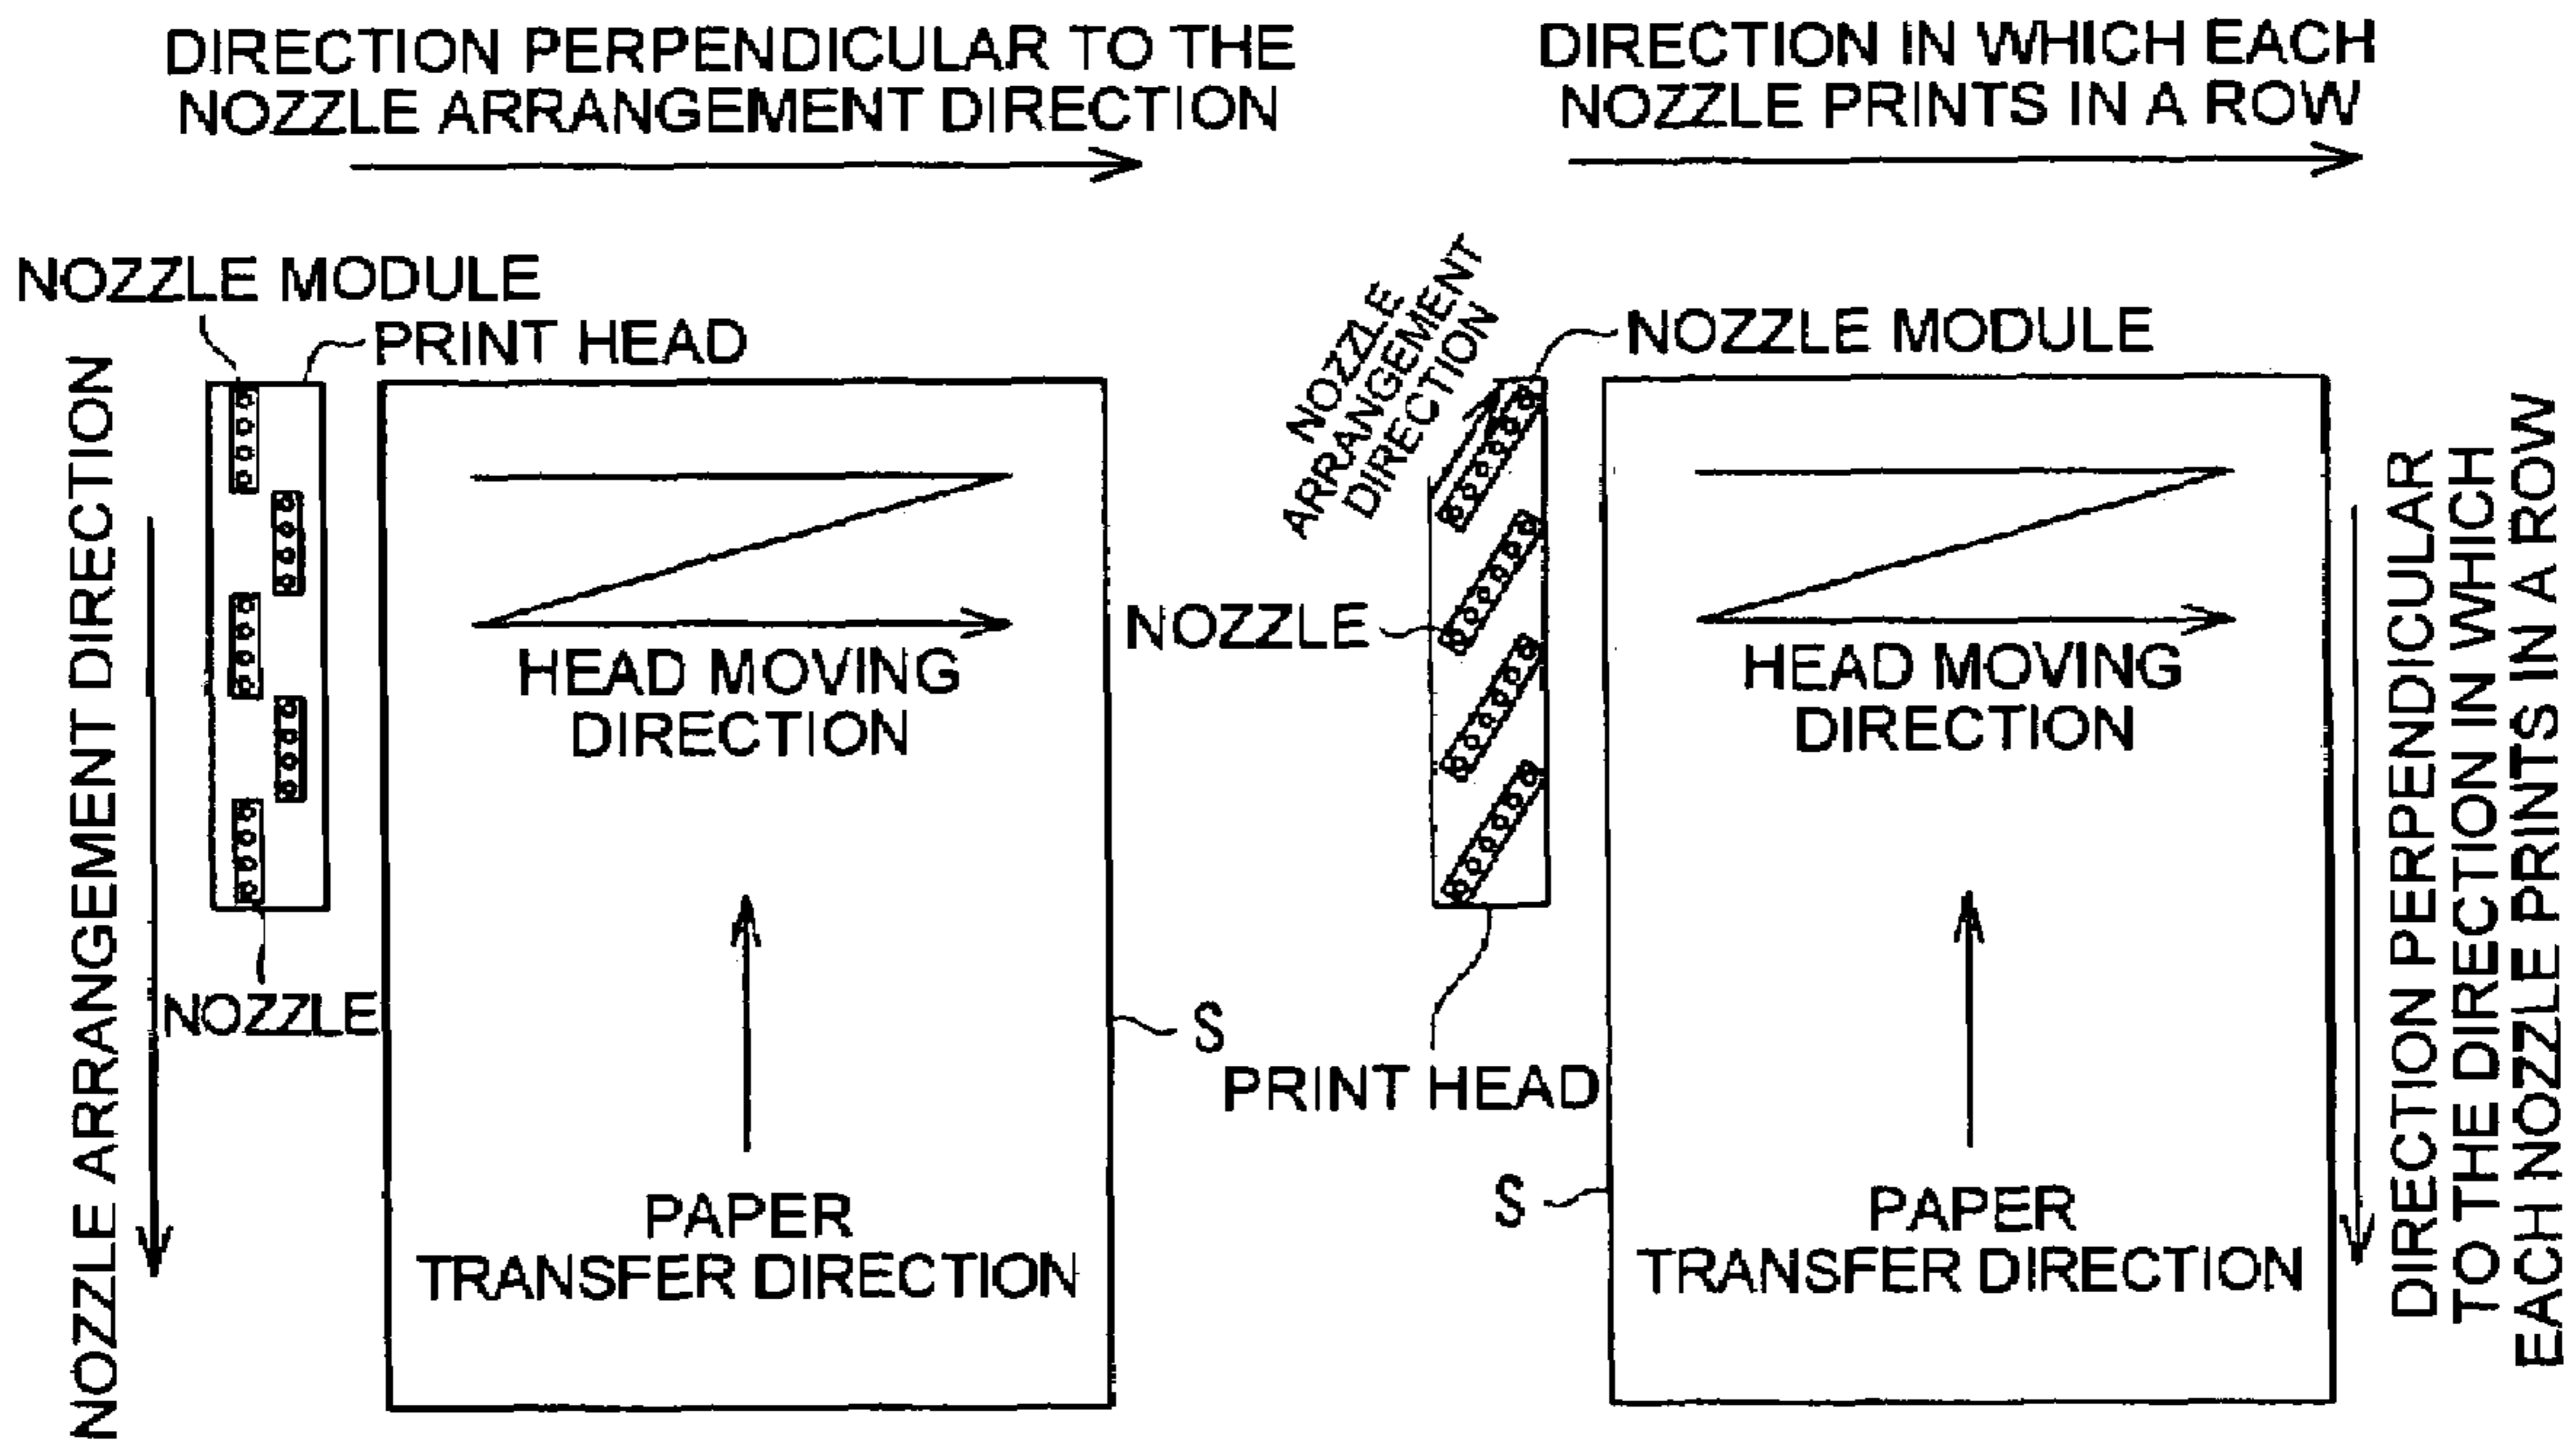 DIRECTION PERPENDICULAR TO THE
NOZZLE ARRANGEMENT DIRECTION
NOZZLE MODULE
PRINT HEAD
NOZZLE ARRANGEMENT DIRECTION
NOZZLE
HEAD MOVING
DIRECTION
PAPER
TRANSFER DIRECTION
S
DIRECTION IN WHICH EACH
NOZZLE PRINTS IN A ROW
NOZZLE
ARRANGEMENT
DIRECTION
NOZZLE MODULE
NOZZLE
PRINT HEAD
S
HEAD MOVING
DIRECTION
PAPER
TRANSFER DIRECTION
DIRECTION PERPENDICULAR
TO THE DIRECTION IN WHICH
EACH NOZZLE PRINTS IN A ROW